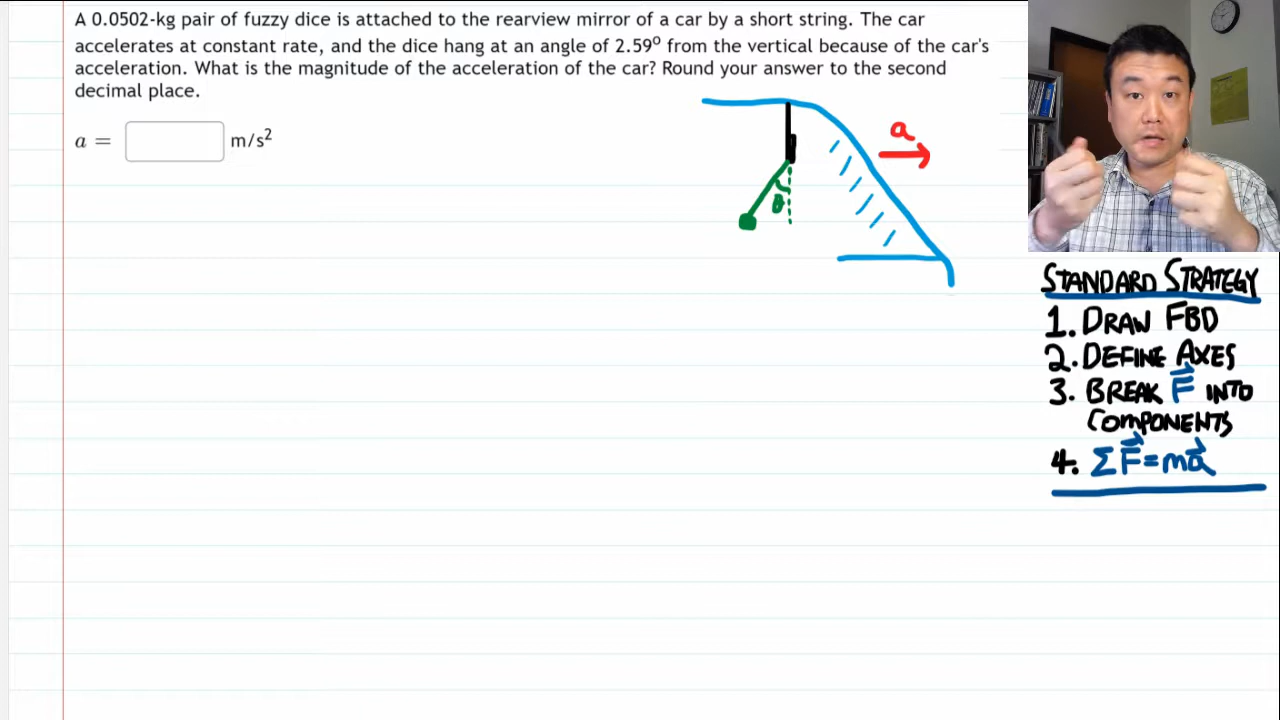 A 0.0502-kg pair of fuzzy dice is attached to the rearview mirror of a car by a short string. The car
accelerates at constant rate, and the dice hang at an angle of 2.59º from the vertical because of the car's
acceleration. What is the magnitude of the acceleration of the car? Round your answer to the second
decimal place.
a = m/s²
a
θ
STANDARD STRATEGY
1. DRAW FBD
2. DEFINE AXES
3. BREAK F⃗ INTO
COMPONENTS
4. ΣF⃗=ma⃗